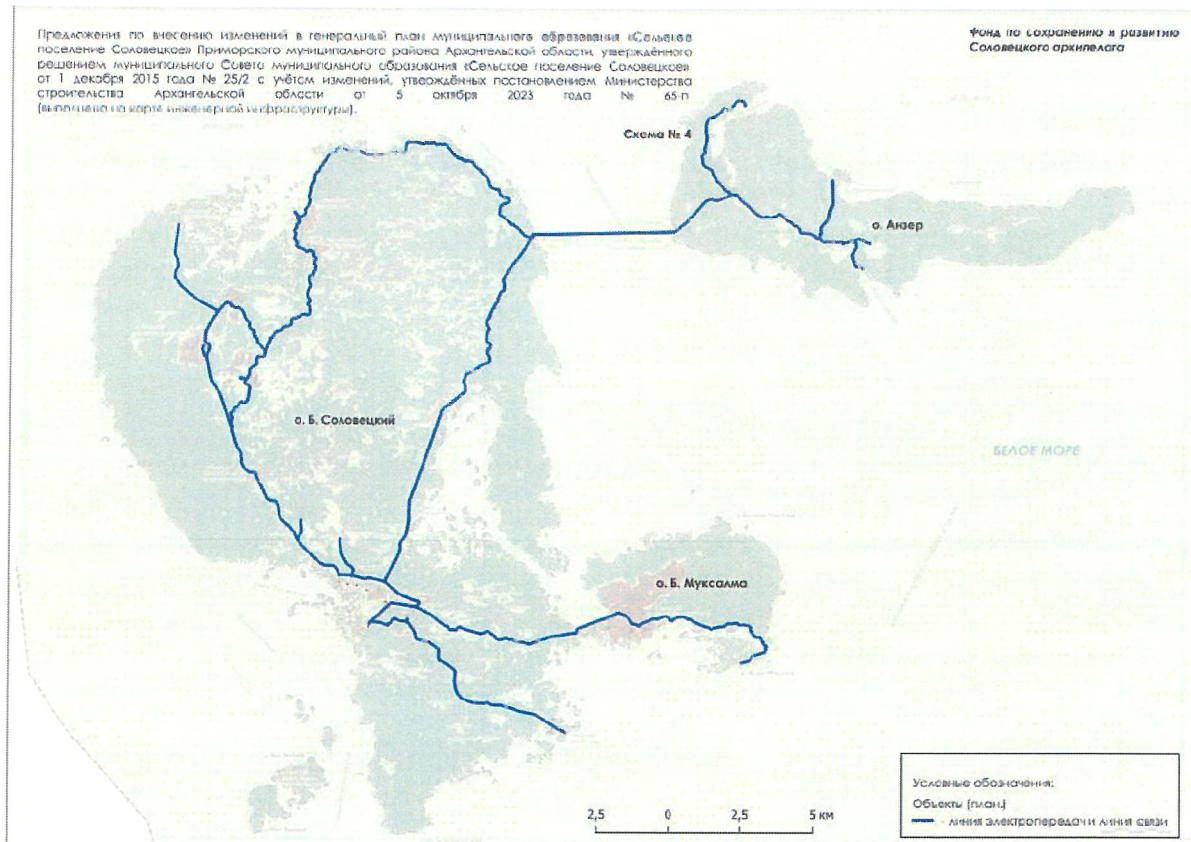 Предложения по внесению изменений в генеральный план муниципального образования «Сельское
поселение Соловецкое» Приморского муниципального района Архангельской области, утверждённого
решением муниципального Совета муниципального образования «Сельское поселение Соловецкое»
от 1 декабря 2015 года № 25/2 с учётом изменений, утверждённых постановлением Министерства
строительства Архангельской области от 5 октября 2023 года № 65-п
(выполнена на карте инженерной инфраструктуры).
Фонд по сохранению и развитию
Соловецкого архипелага
Схема № 4
о. Анзер
о. Б. Соловецкий
БЕЛОЕ МОРЕ
о. Б. Муксалма
Условные обозначения:
Объекты (план.)
- линия электропередачи линия связи
2,5 0 2,5 5 км